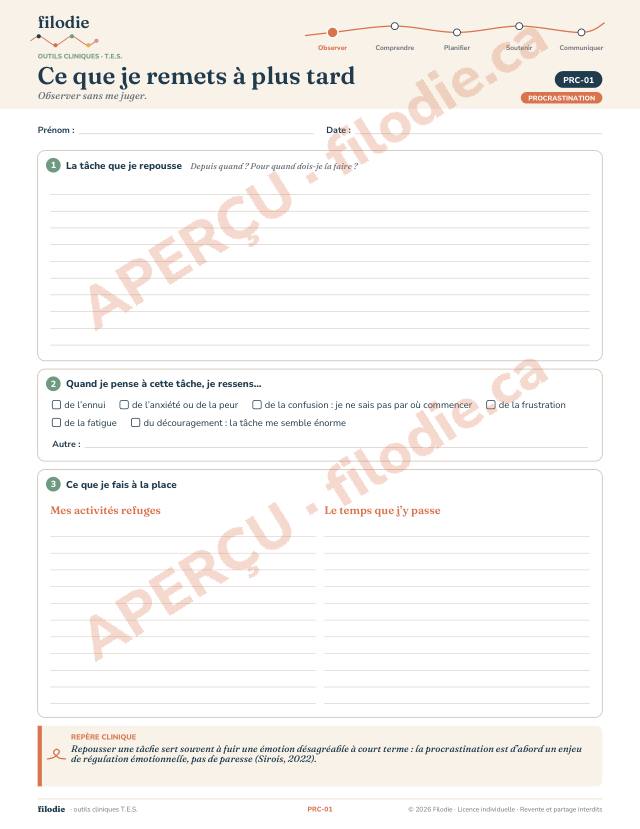 filodie
OUTILS CLINIQUES · T.E.S.
Observer Comprendre Planifier Soutenir Communiquer
Ce que je remets à plus tard
Observer sans me juger.
PRC-01
PROCRASTINATION
Prénom : Date :
1 La tâche que je repousse Depuis quand ? Pour quand dois-je la faire ?
APERÇU · filodie.ca
2 Quand je pense à cette tâche, je ressens...
de l'ennui de l'anxiété ou de la peur de la confusion : je ne sais pas par où commencer de la frustration
de la fatigue du découragement : la tâche me semble énorme
Autre :
3 Ce que je fais à la place
Mes activités refuges Le temps que j'y passe
APERÇU · filodie.ca
REPÈRE CLINIQUE
Repousser une tâche sert souvent à fuir une émotion désagréable à court terme : la procrastination est d'abord un enjeu
de régulation émotionnelle, pas de paresse (Sirois, 2022).
filodie · outils cliniques T.E.S. PRC-01 © 2026 Filodie · Licence individuelle · Revente et partage interdits